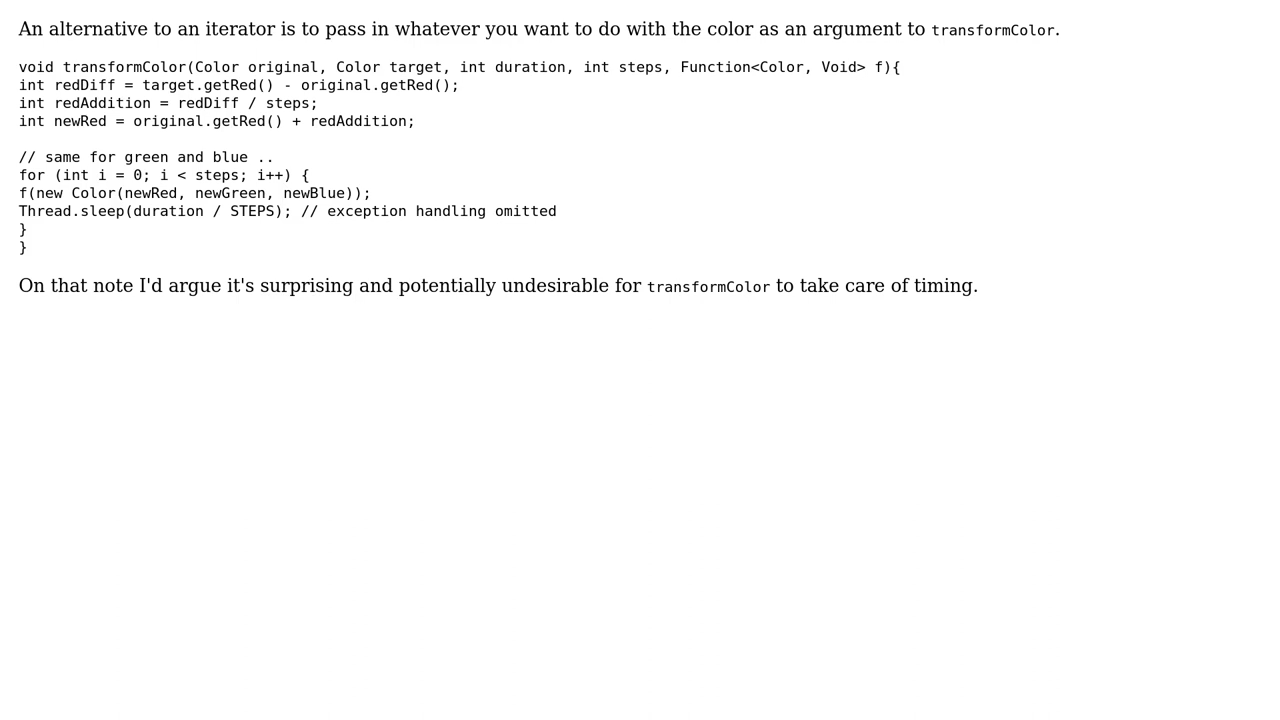 An alternative to an iterator is to pass in whatever you want to do with the color as an argument to transformColor.
void transformColor(Color original, Color target, int duration, int steps, Function<Color, Void> f){
int redDiff = target.getRed() - original.getRed();
int redAddition = redDiff / steps;
int newRed = original.getRed() + redAddition;
// same for green and blue ..
for (int i = 0; i < steps; i++) {
f(new Color(newRed, newGreen, newBlue));
Thread.sleep(duration / STEPS); // exception handling omitted
}
}
On that note I'd argue it's surprising and potentially undesirable for transformColor to take care of timing.